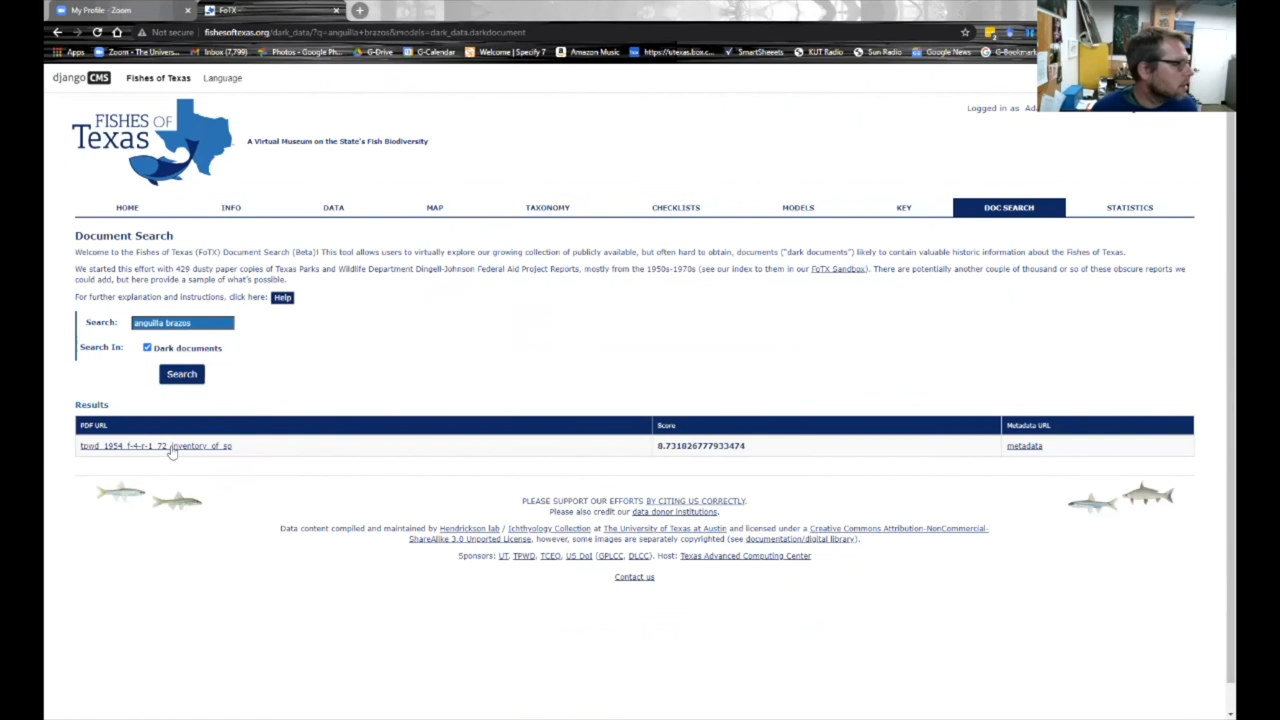 My Profile - Zoom
FoTX -
Not secure
fishesoftexas.org/dark_data/?q=anguilla+brazos&models=dark_data.darkdocument
Apps
Zoom - The Univers...
Inbox (7,799)
Photos - Google Ph...
G-Drive
G-Calendar
Welcome | Specify 7
Amazon Music
https://utexas.box.c...
SmartSheeets
KUT Radio
Sun Radio
Google News
G-Bookmark
django CMS
Fishes of Texas
Language
Logged in as
FISHES OF
Texas
A Virtual Museum on the State's Fish Biodiversity
HOME
INFO
DATA
MAP
TAXONOMY
CHECKLISTS
MODELS
KEY
DOC SEARCH
STATISTICS
Document Search
Welcome to the Fishes of Texas (FoTX) Document Search (Beta)! This tool allows users to virtually explore our growing collection of publicly available, but often hard to obtain, documents ("dark documents") likely to contain valuable historic information about the Fishes of Texas.
We started this effort with 429 dusty paper copies of Texas Parks and Wildlife Department Dingell-Johnson Federal Aid Project Reports, mostly from the 1950s-1970s (see our index to them in our FoTX Sandbox). There are potentially another couple of thousand or so of these obscure reports we
could add, but here provide a sample of what's possible.
For further explanation and instructions, click here: Help
Search: anguilla brazos
Search In: Dark documents
Search
Results
PDF URL
Score
Metadata URL
tpwd_1954_f-4-r-1_72_inventory_of_sp
8.731826777933474
metadata
PLEASE SUPPORT OUR EFFORTS BY CITING US CORRECTLY.
Please also credit our data donor institutions.
Data content compiled and maintained by Hendrickson lab / Ichthyology Collection at The University of Texas at Austin and licensed under a Creative Commons Attribution-NonCommercial-
ShareAlike 3.0 Unported License, however, some images are separately copyrighted (see documentation/digital library).
Sponsors: UT, TPWD, TCEQ, US DoI (GPLCC, DLCC). Host: Texas Advanced Computing Center
Contact us